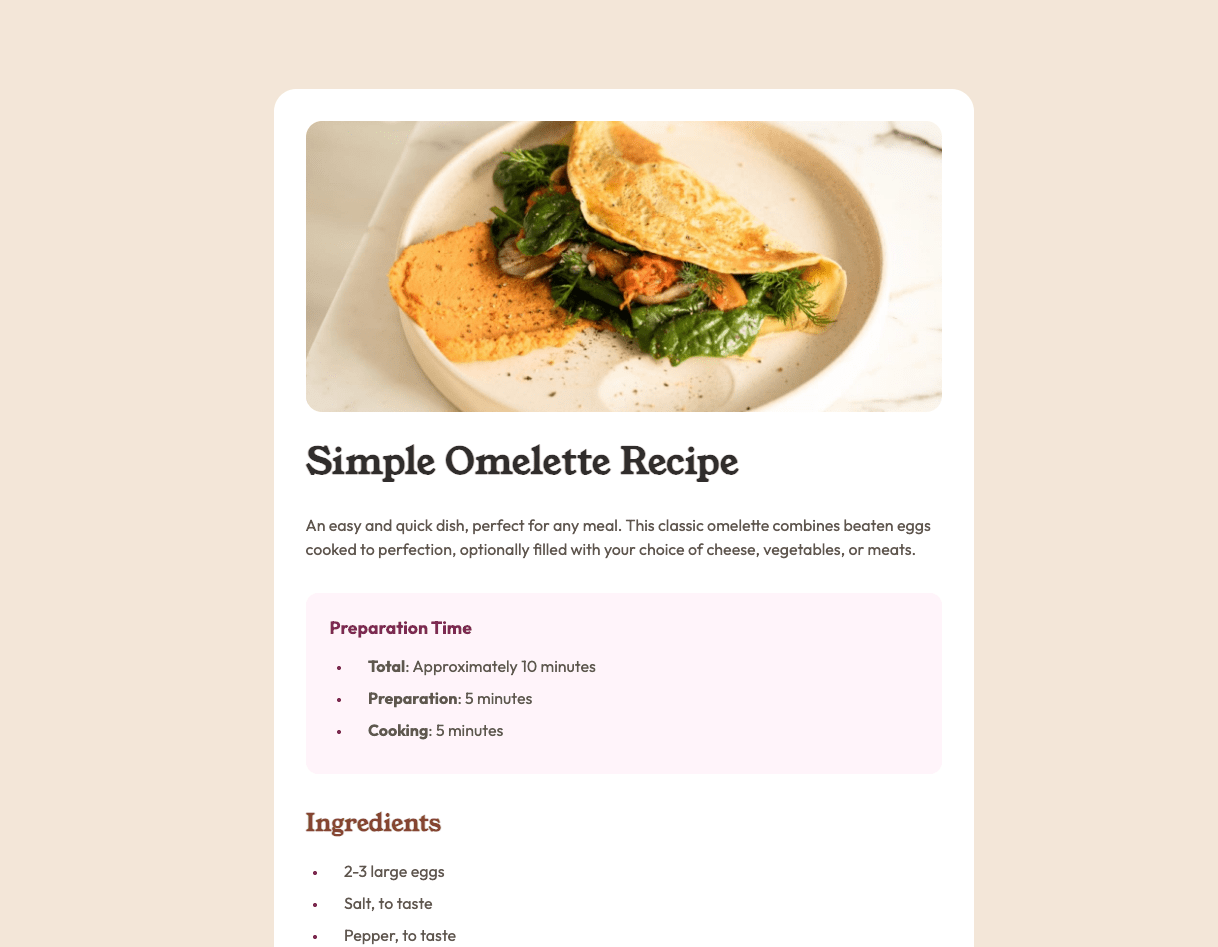 Simple Omelette Recipe
An easy and quick dish, perfect for any meal. This classic omelette combines beaten eggs
cooked to perfection, optionally filled with your choice of cheese, vegetables, or meats.
Preparation Time
• Total: Approximately 10 minutes
• Preparation: 5 minutes
• Cooking: 5 minutes
Ingredients
• 2-3 large eggs
• Salt, to taste
• Pepper, to taste